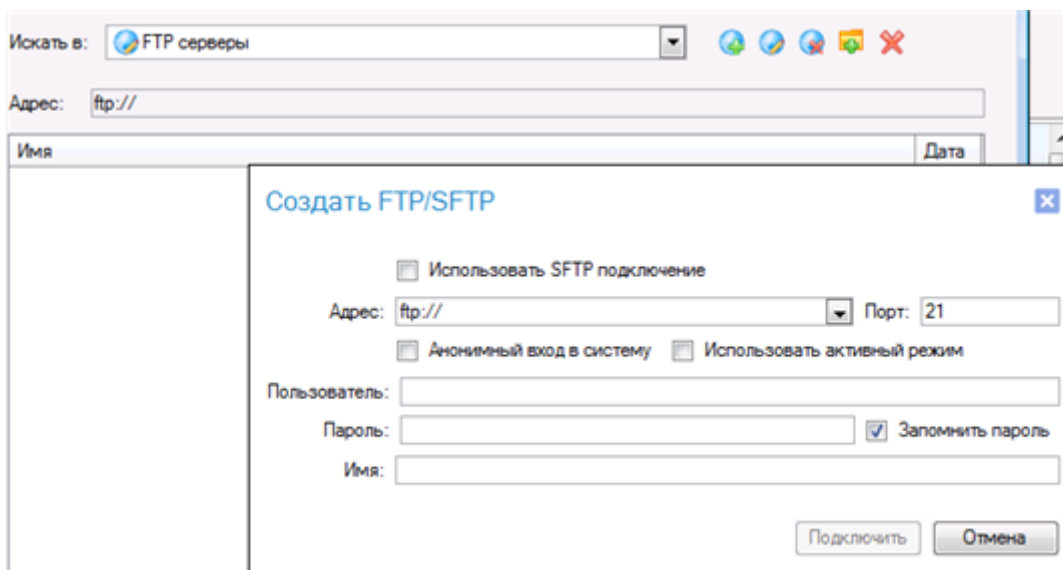 Искать в: FTP серверы
Адрес: ftp://
Имя Дата
Создать FTP/SFTP
Использовать SFTP подключение
Адрес: ftp:// Порт: 21
Анонимный вход в систему Использовать активный режим
Пользователь:
Пароль: Запомнить пароль
Имя:
Подключить Отмена